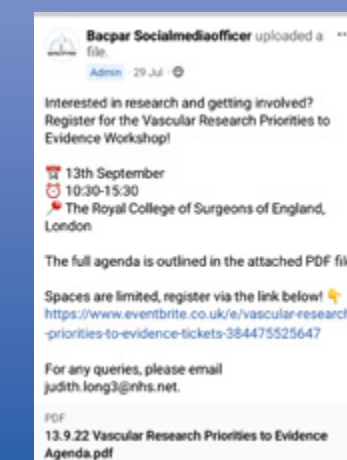 Bacpar Socialmediaofficer uploaded a
file.
Admin · 29 Jul ·
Interested in research and getting involved?
Register for the Vascular Research Priorities to
Evidence Workshop!
13th September
10:30-15:30
The Royal College of Surgeons of England,
London
The full agenda is outlined in the attached PDF fil
Spaces are limited, register via the link below!
https://www.eventbrite.co.uk/e/vascular-research
-priorities-to-evidence-tickets-384475525647
For any queries, please email
judith.long3@nhs.net.
PDF
13.9.22 Vascular Research Priorities to Evidence
Agenda.pdf